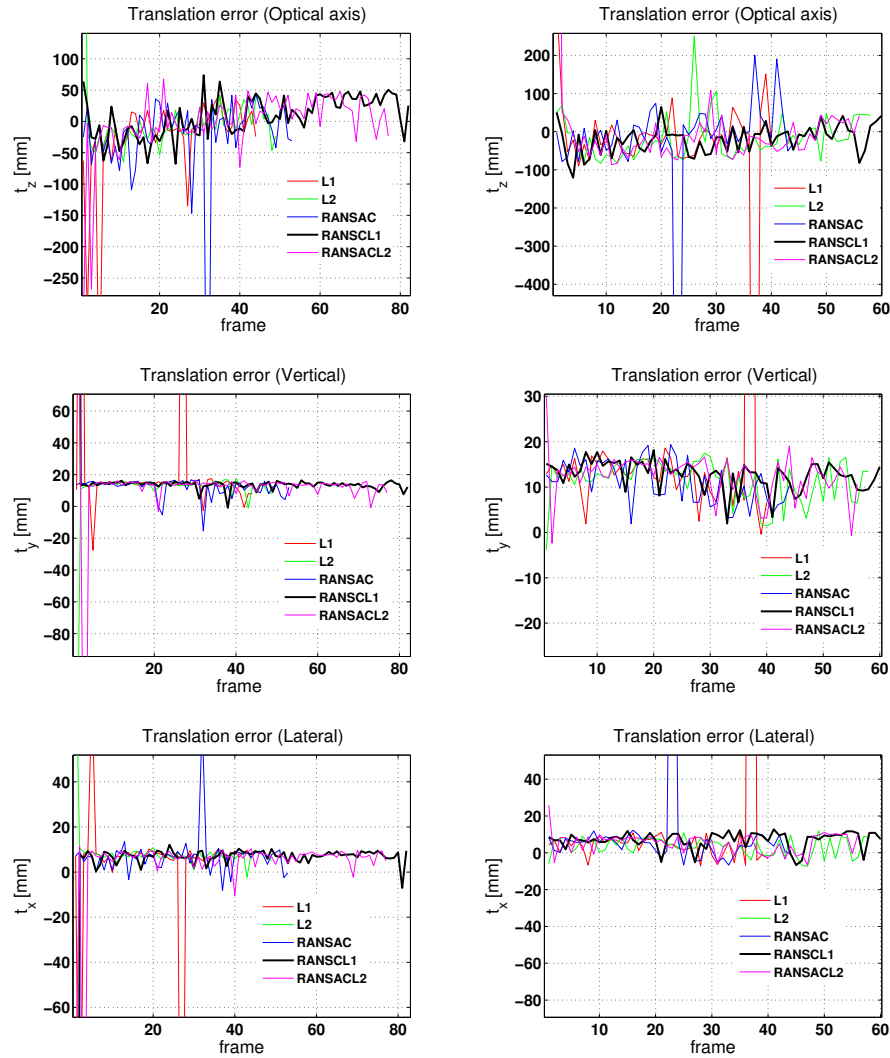 Translation error (Optical axis)
t_z [mm]
100
50
0
−50
−100
−150
−200
−250
20
40
60
80
frame
L1
L2
RANSAC
RANSCL1
RANSACL2
Translation error (Optical axis)
t_z [mm]
200
100
0
−100
−200
−300
−400
10
20
30
40
50
60
frame
L1
L2
RANSAC
RANSCL1
RANSACL2
Translation error (Vertical)
t_y [mm]
60
40
20
0
−20
−40
−60
−80
20
40
60
80
frame
L1
L2
RANSAC
RANSCL1
RANSACL2
Translation error (Vertical)
t_y [mm]
30
20
10
0
−10
−20
10
20
30
40
50
60
frame
L1
L2
RANSAC
RANSCL1
RANSACL2
Translation error (Lateral)
t_x [mm]
40
20
0
−20
−40
−60
20
40
60
80
frame
L1
L2
RANSAC
RANSCL1
RANSACL2
Translation error (Lateral)
t_x [mm]
40
20
0
−20
−40
−60
−80
10
20
30
40
50
60
frame
L1
L2
RANSAC
RANSCL1
RANSACL2